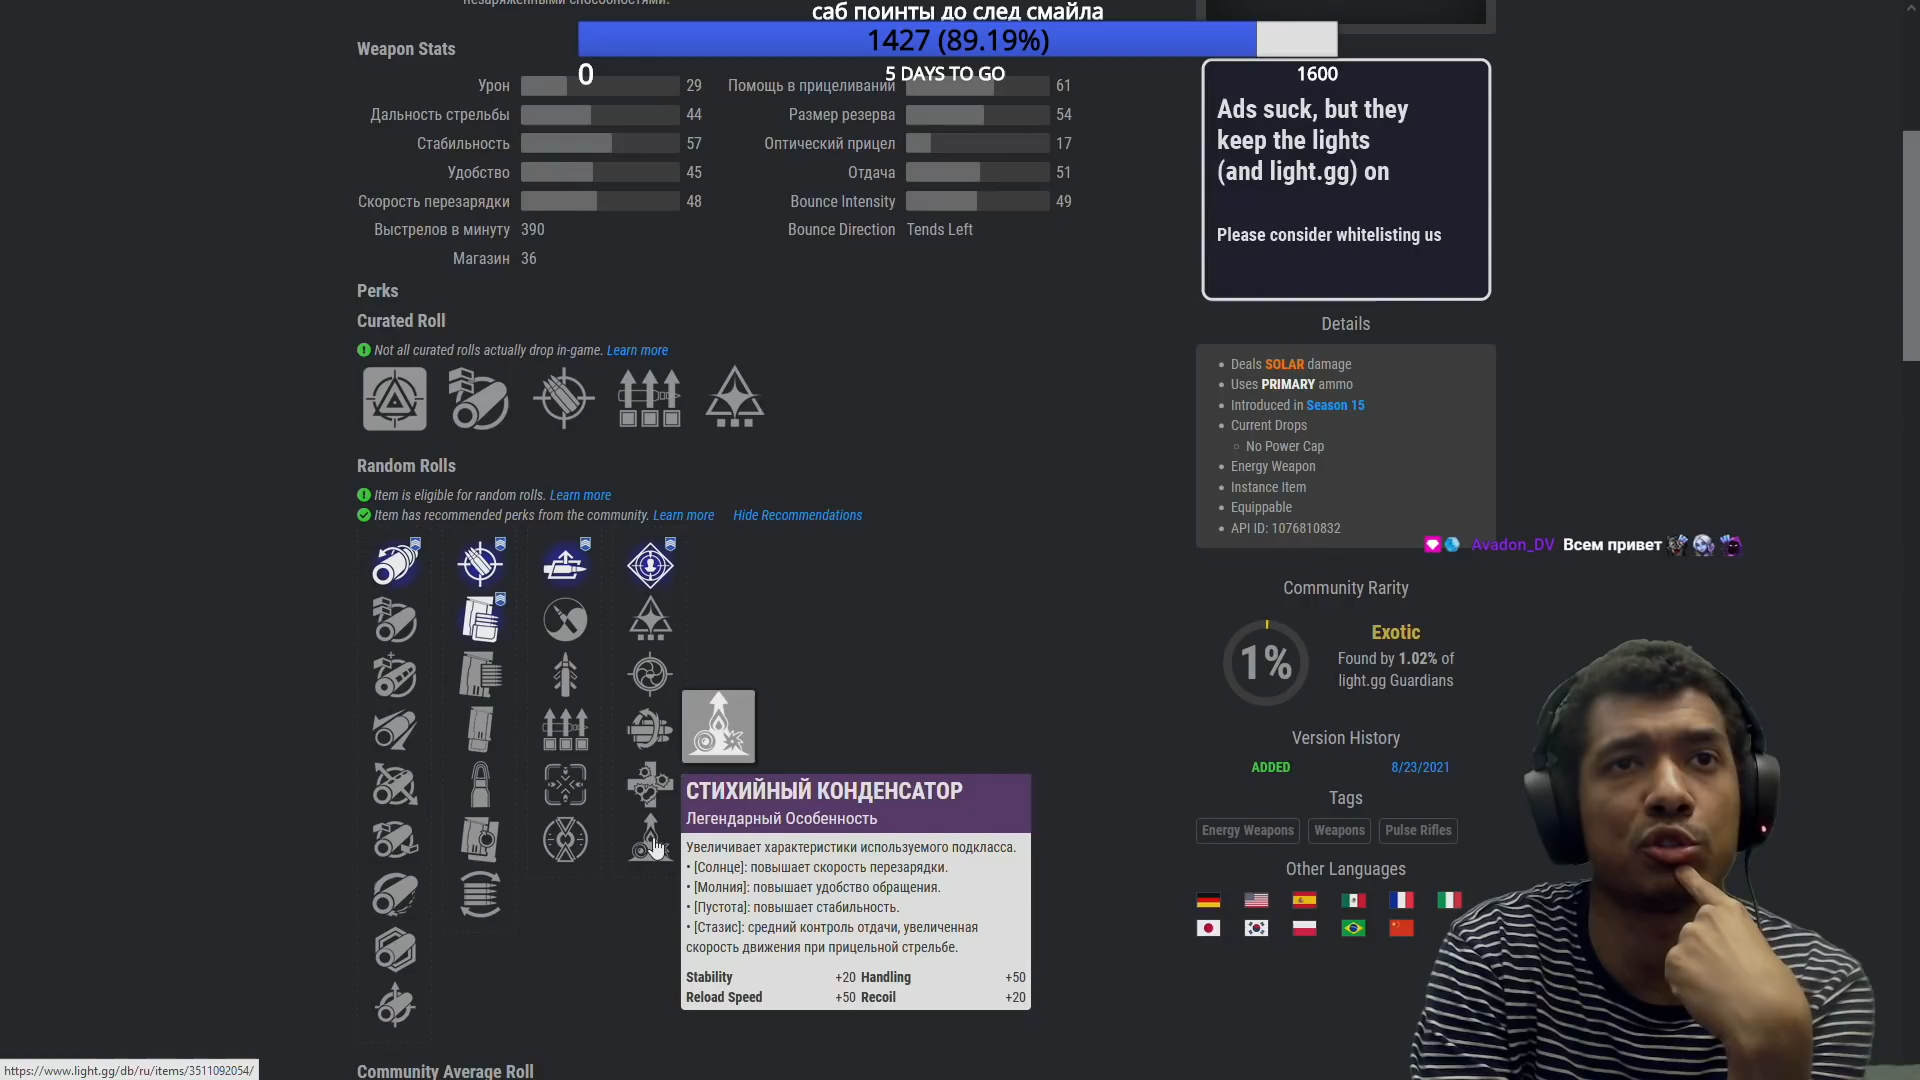 незаряженными способностями.
саб поинты до след смайла
1427 (89.19%)
0
5 DAYS TO GO
1600
Weapon Stats
Урон 29
Дальность стрельбы 44
Стабильность 57
Удобство 45
Скорость перезарядки 48
Выстрелов в минуту 390
Магазин 36
Помощь в прицеливании 61
Размер резерва 54
Оптический прицел 17
Отдача 51
Bounce Intensity 49
Bounce Direction Tends Left
Ads suck, but they
keep the lights
(and light.gg) on
Please consider whitelisting us
Perks
Curated Roll
Not all curated rolls actually drop in-game. Learn more
Random Rolls
Item is eligible for random rolls. Learn more
Item has recommended perks from the community. Learn more Hide Recommendations
СТИХИЙНЫЙ КОНДЕНСАТОР
Легендарный Особенность
Увеличивает характеристики используемого подкласса.
• [Солнце]: повышает скорость перезарядки.
• [Молния]: повышает удобство обращения.
• [Пустота]: повышает стабильность.
• [Стазис]: средний контроль отдачи, увеличенная
скорость движения при прицельной стрельбе.
Stability +20 Handling +50
Reload Speed +50 Recoil +20
Details
Deals SOLAR damage
Uses PRIMARY ammo
Introduced in Season 15
Current Drops
No Power Cap
Energy Weapon
Instance Item
Equippable
API ID: 1076810832
Avadon_DV Всем привет
Community Rarity
1%
Exotic
Found by 1.02% of
light.gg Guardians
Version History
ADDED 8/23/2021
Tags
Energy Weapons Weapons Pulse Rifles
Other Languages
Community Average Roll
https://www.light.gg/db/ru/items/3511092054/